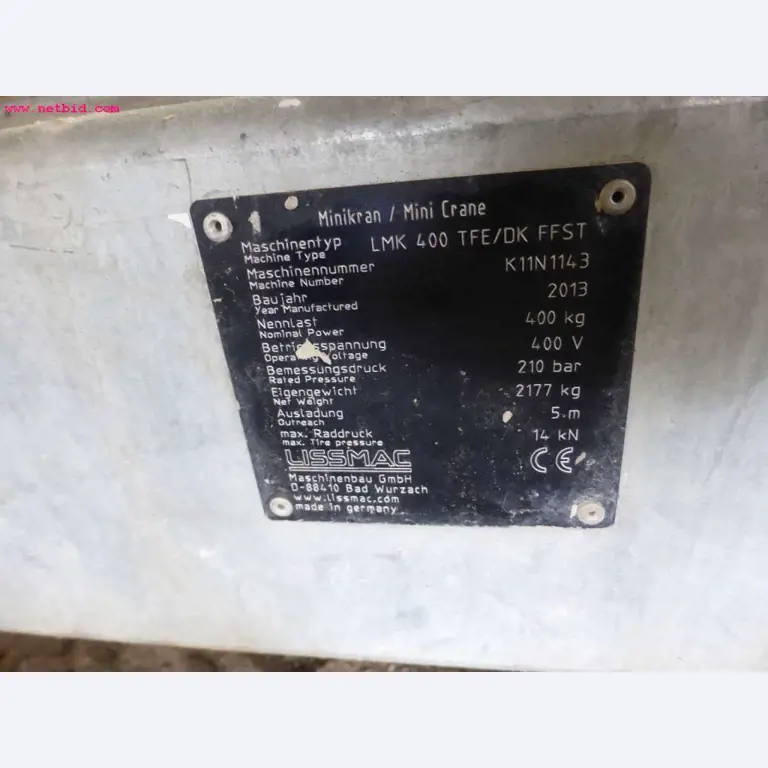 www.netbid.com
Minikran / Mini Crane
Maschinentyp LMK 400 TFE/DK FFST
Machine Type
Maschinennummer K11N1143
Machine Number
Baujahr 2013
Year Manufactured
Nennlast 400 kg
Nominal Power
Betriebsspannung 400 V
Operating Voltage
Bemessungsdruck 210 bar
Rated Pressure
Eigengewicht 2177 kg
Net Weight
Ausladung 5 m
Outreach
max. Raddruck 14 kN
max. Tire pressure
LISSMAC CE
Maschinenbau GmbH
D-88410 Bad Wurzach
www.lissmac.com
made in germany